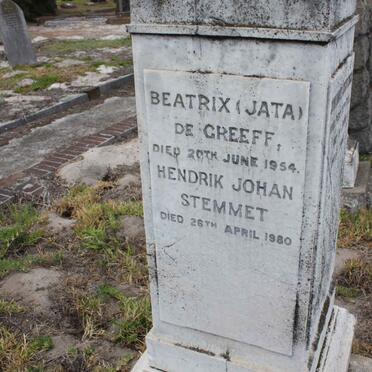 BEATRIX (JATA)
DE GREEFF,
DIED 20TH JUNE 1954.
HENDRIK JOHAN
STEMMET
DIED 26TH APRIL 1980